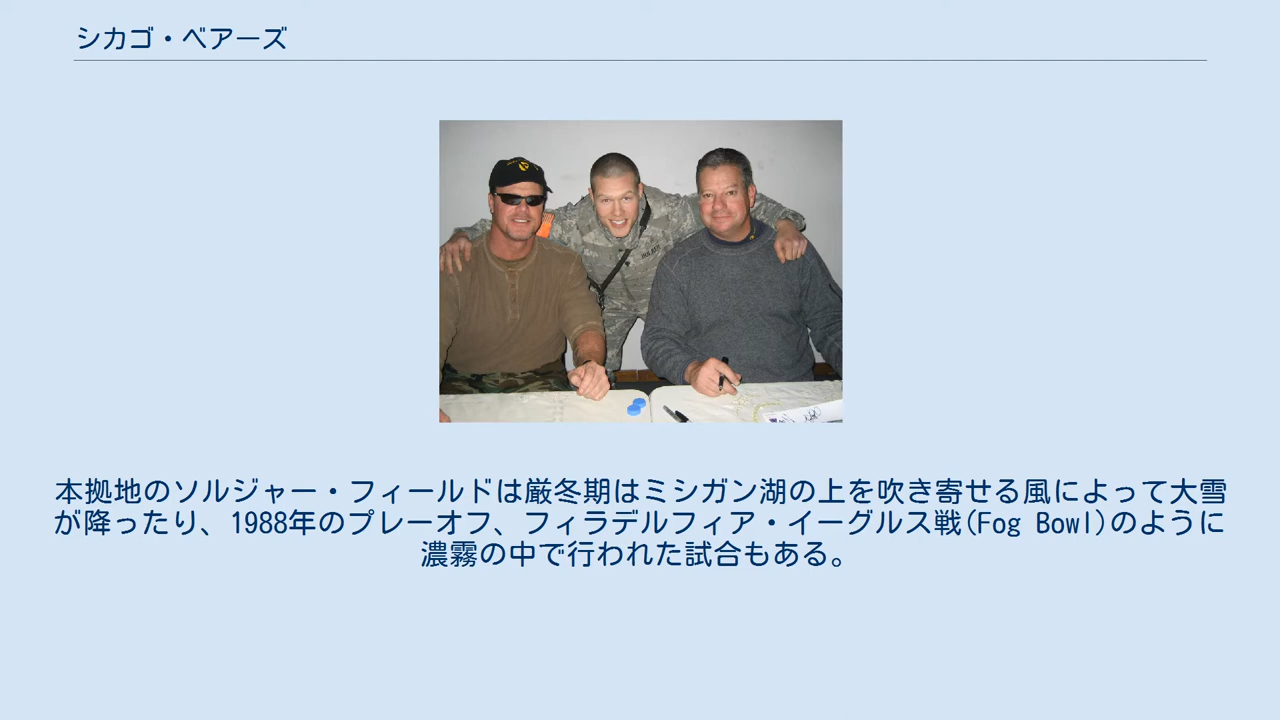 シカゴ・ベアーズ
本拠地のソルジャー・フィールドは厳冬期はミシガン湖の上を吹き寄せる風によって大雪
が降ったり、1988年のプレーオフ、フィラデルフィア・イーグルス戦(Fog Bowl)のように
濃霧の中で行われた試合もある。